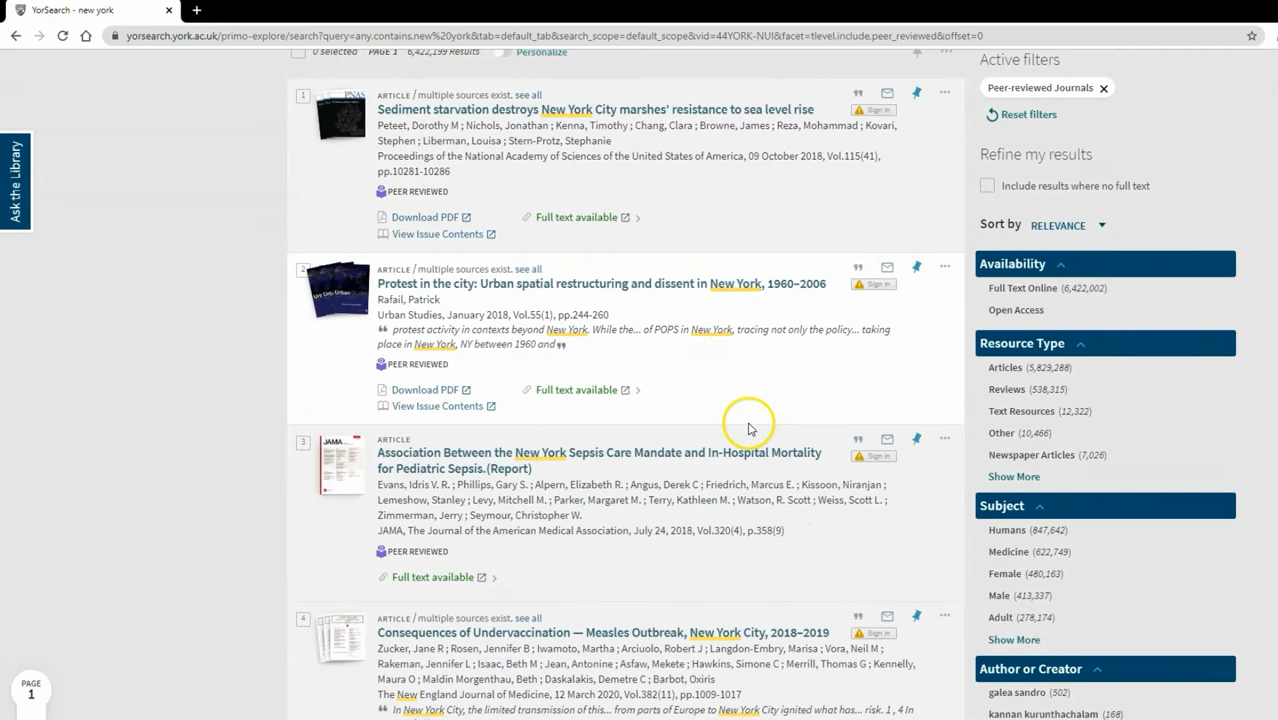 YorSearch - new york
yorsearch.york.ac.uk/primo-explore/search?query=any.contains.new%20york&tab=default_tab&search_scope=default_scope&vid=44YORK-NUI&facet=tlevel.include.peer_reviewed&offset=0
0 selected PAGE 1 6,422,199 Results Personalize
Ask the Library
1
ARTICLE / multiple sources exist. see all
Sediment starvation destroys New York City marshes' resistance to sea level rise
Sign in
Peteet, Dorothy M ; Nichols, Jonathan ; Kenna, Timothy ; Chang, Clara ; Browne, James ; Reza, Mohammad ; Kovari,
Stephen ; Liberman, Louisa ; Stern-Protz, Stephanie
Proceedings of the National Academy of Sciences of the United States of America, 09 October 2018, Vol.115(41),
pp.10281-10286
PEER REVIEWED
Download PDF Full text available
View Issue Contents
2
ARTICLE / multiple sources exist. see all
Protest in the city: Urban spatial restructuring and dissent in New York, 1960–2006
Sign in
Rafail, Patrick
Urban Studies, January 2018, Vol.55(1), pp.244-260
❝ protest activity in contexts beyond New York. While the... of POPS in New York, tracing not only the policy... taking
place in New York, NY between 1960 and ❞
PEER REVIEWED
Download PDF Full text available
View Issue Contents
3
JAMA
ARTICLE
Association Between the New York Sepsis Care Mandate and In-Hospital Mortality
for Pediatric Sepsis.(Report)
Sign in
Evans, Idris V. R. ; Phillips, Gary S. ; Alpern, Elizabeth R. ; Angus, Derek C ; Friedrich, Marcus E. ; Kissoon, Niranjan ;
Lemeshow, Stanley ; Levy, Mitchell M. ; Parker, Margaret M. ; Terry, Kathleen M. ; Watson, R. Scott ; Weiss, Scott L. ;
Zimmerman, Jerry ; Seymour, Christopher W.
JAMA, The Journal of the American Medical Association, July 24, 2018, Vol.320(4), p.358(9)
PEER REVIEWED
Full text available
4
ARTICLE / multiple sources exist. see all
Consequences of Undervaccination — Measles Outbreak, New York City, 2018–2019
Sign in
Zucker, Jane R ; Rosen, Jennifer B ; Iwamoto, Martha ; Arciuolo, Robert J ; Langdon-Embry, Marisa ; Vora, Neil M ;
Rakeman, Jennifer L ; Isaac, Beth M ; Jean, Antonine ; Asfaw, Mekete ; Hawkins, Simone C ; Merrill, Thomas G ; Kennelly,
Maura O ; Maldin Morgenthau, Beth ; Daskalakis, Demetre C ; Barbot, Oxiris
The New England Journal of Medicine, 12 March 2020, Vol.382(11), pp.1009-1017
❝ In New York City, the limited transmission of this... from parts of Europe to New York City ignited what has... risk. 1 , 4 In
PAGE
1
Active filters
Peer-reviewed Journals
Reset filters
Refine my results
Include results where no full text
Sort by RELEVANCE
Availability
Full Text Online (6,422,002)
Open Access
Resource Type
Articles (5,829,288)
Reviews (538,315)
Text Resources (12,322)
Other (10,466)
Newspaper Articles (7,026)
Show More
Subject
Humans (847,642)
Medicine (622,749)
Female (480,163)
Male (413,337)
Adult (278,174)
Show More
Author or Creator
galea sandro (502)
kannan kurunthachalam (168)